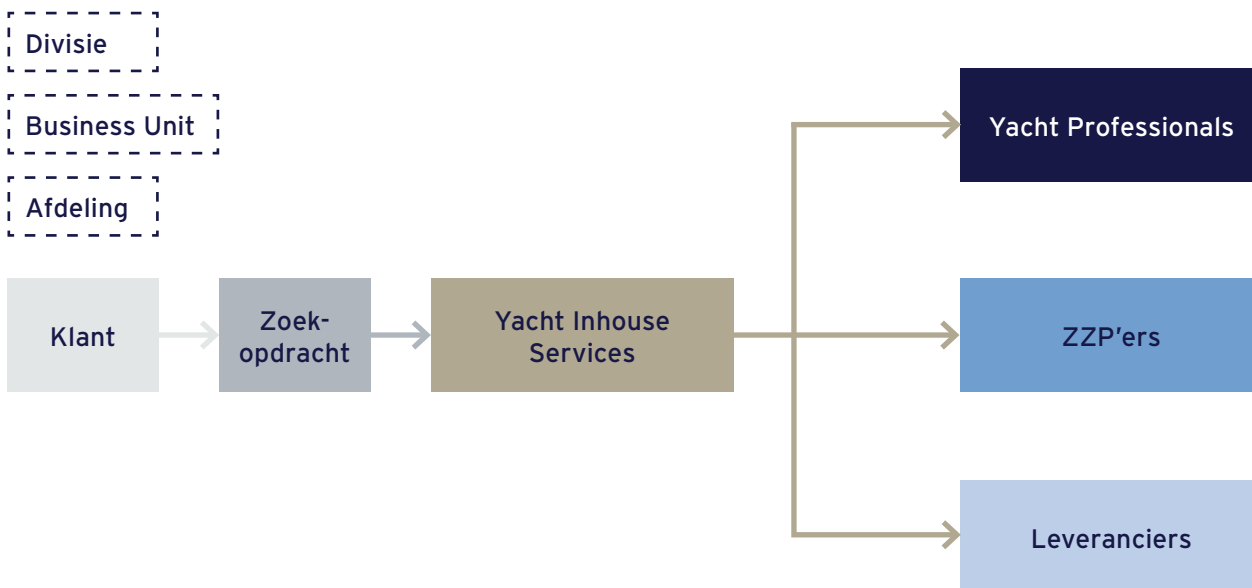 Divisie
Business Unit
Afdeling
Klant
Zoek-
opdracht
Yacht Inhouse
Services
Yacht Professionals
ZZP'ers
Leveranciers